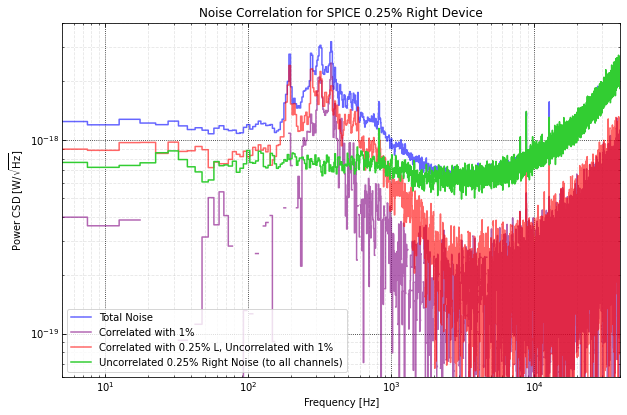 Noise Correlation for SPICE 0.25% Right Device
Power CSD [W/√Hz]
10⁻¹⁸
10⁻¹⁹
Total Noise
Correlated with 1%
Correlated with 0.25% L, Uncorrelated with 1%
Uncorrelated 0.25% Right Noise (to all channels)
10¹ 10² 10³ 10⁴
Frequency [Hz]